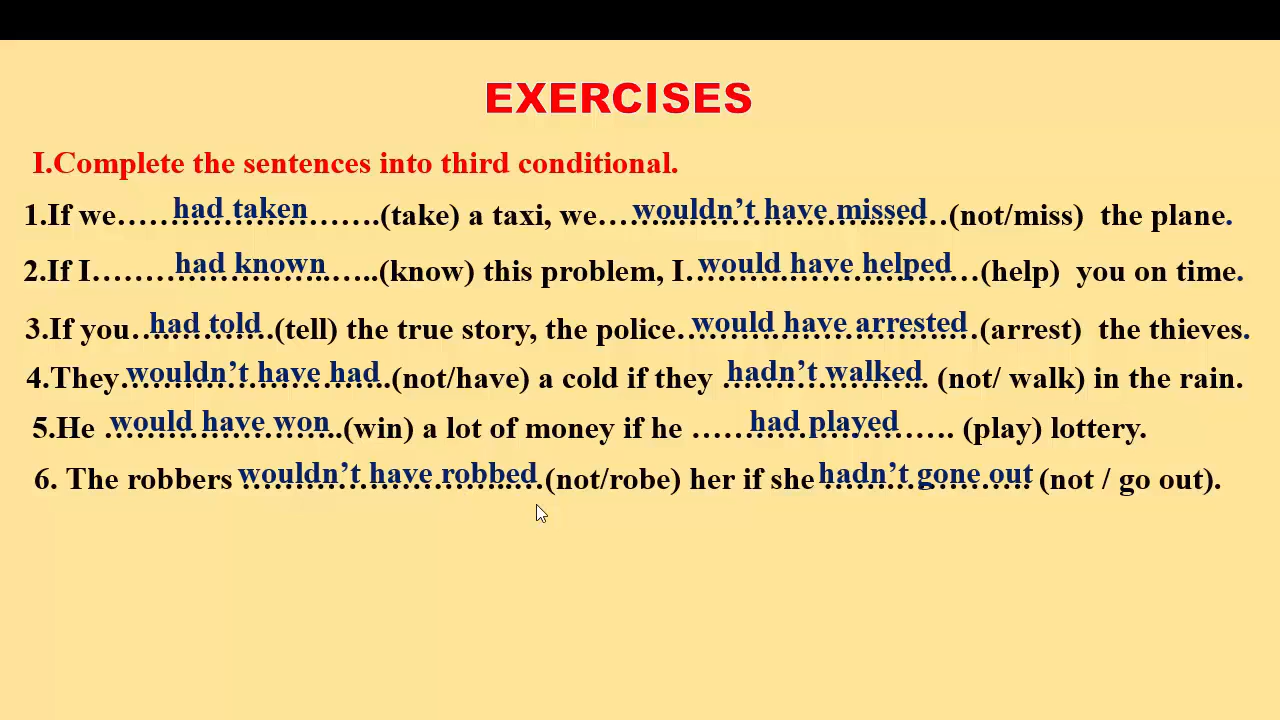 EXERCISES
I.Complete the sentences into third conditional.
1.If we……had taken…….(take) a taxi, we…wouldn’t have missed…(not/miss) the plane.
2.If I……had known…..(know) this problem, I…would have helped…(help) you on time.
3.If you…had told….(tell) the true story, the police…would have arrested….(arrest) the thieves.
4.They…wouldn’t have had…..(not/have) a cold if they …hadn’t walked…. (not/ walk) in the rain.
5.He …would have won…..(win) a lot of money if he ……had played……. (play) lottery.
6. The robbers …wouldn’t have robbed…(not/robe) her if she …hadn’t gone out…. (not / go out).